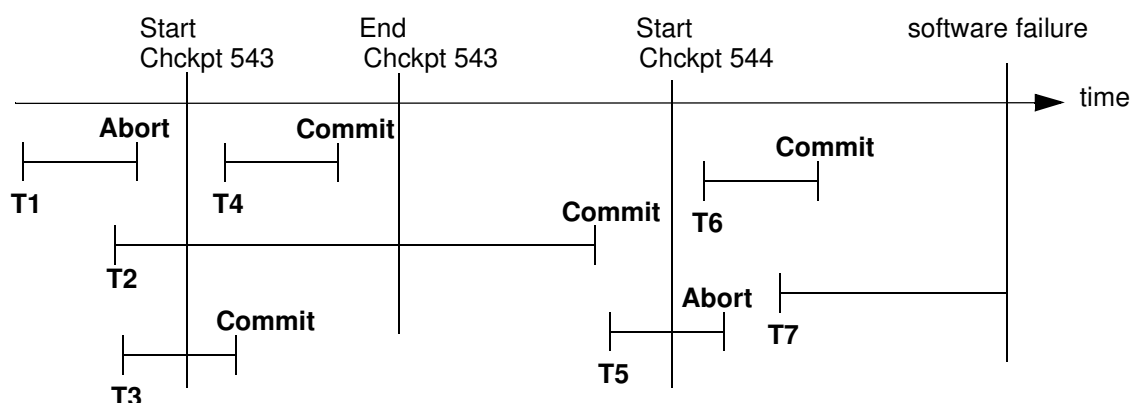 Start
Chckpt 543
End
Chckpt 543
Start
Chckpt 544
software failure
time
Abort
T1
Commit
T4
Commit
T2
Commit
T3
Commit
T6
Abort
T5
T7